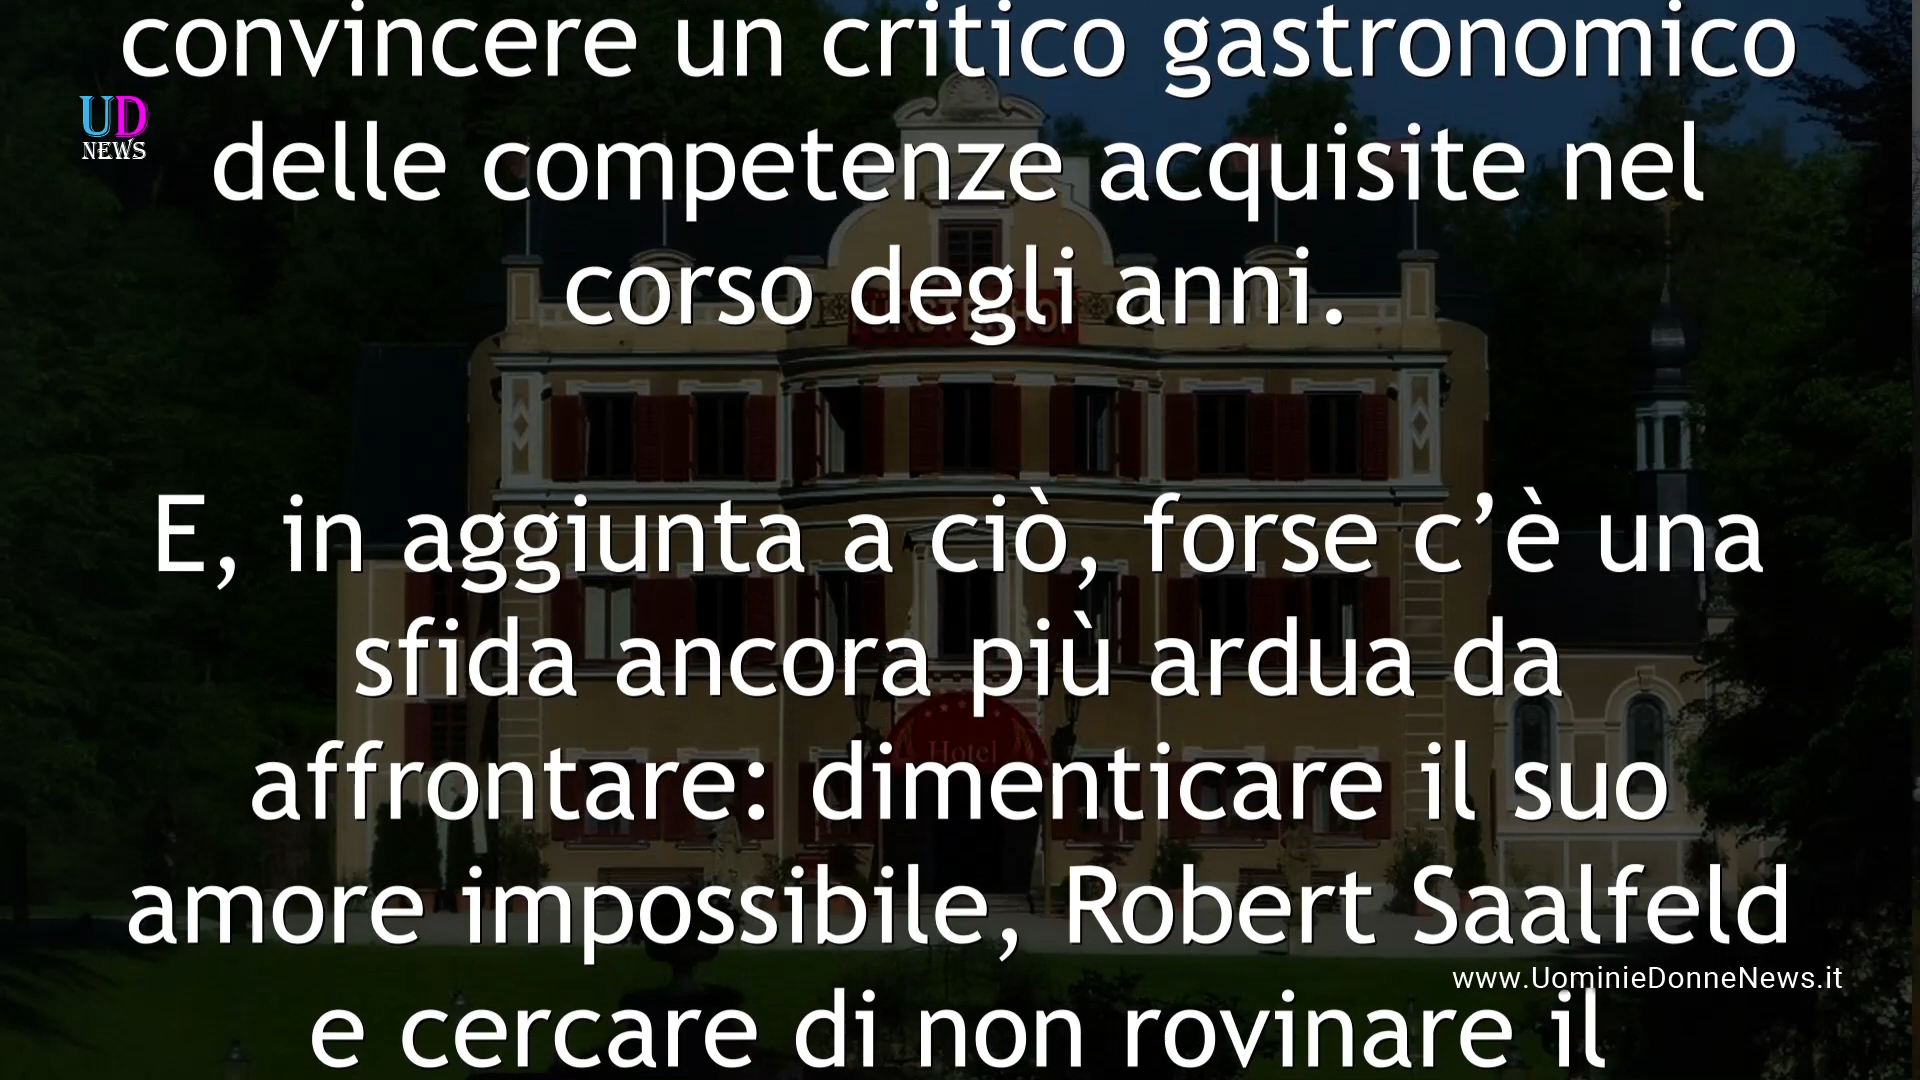 convincere un critico gastronomico
UD
NEWS
delle competenze acquisite nel
corso degli anni.
E, in aggiunta a ciò, forse c’è una
sfida ancora più ardua da
affrontare: dimenticare il suo
Hotel
amore impossibile, Robert Saalfeld
www.UominieDonneNews.it
e cercare di non rovinare il